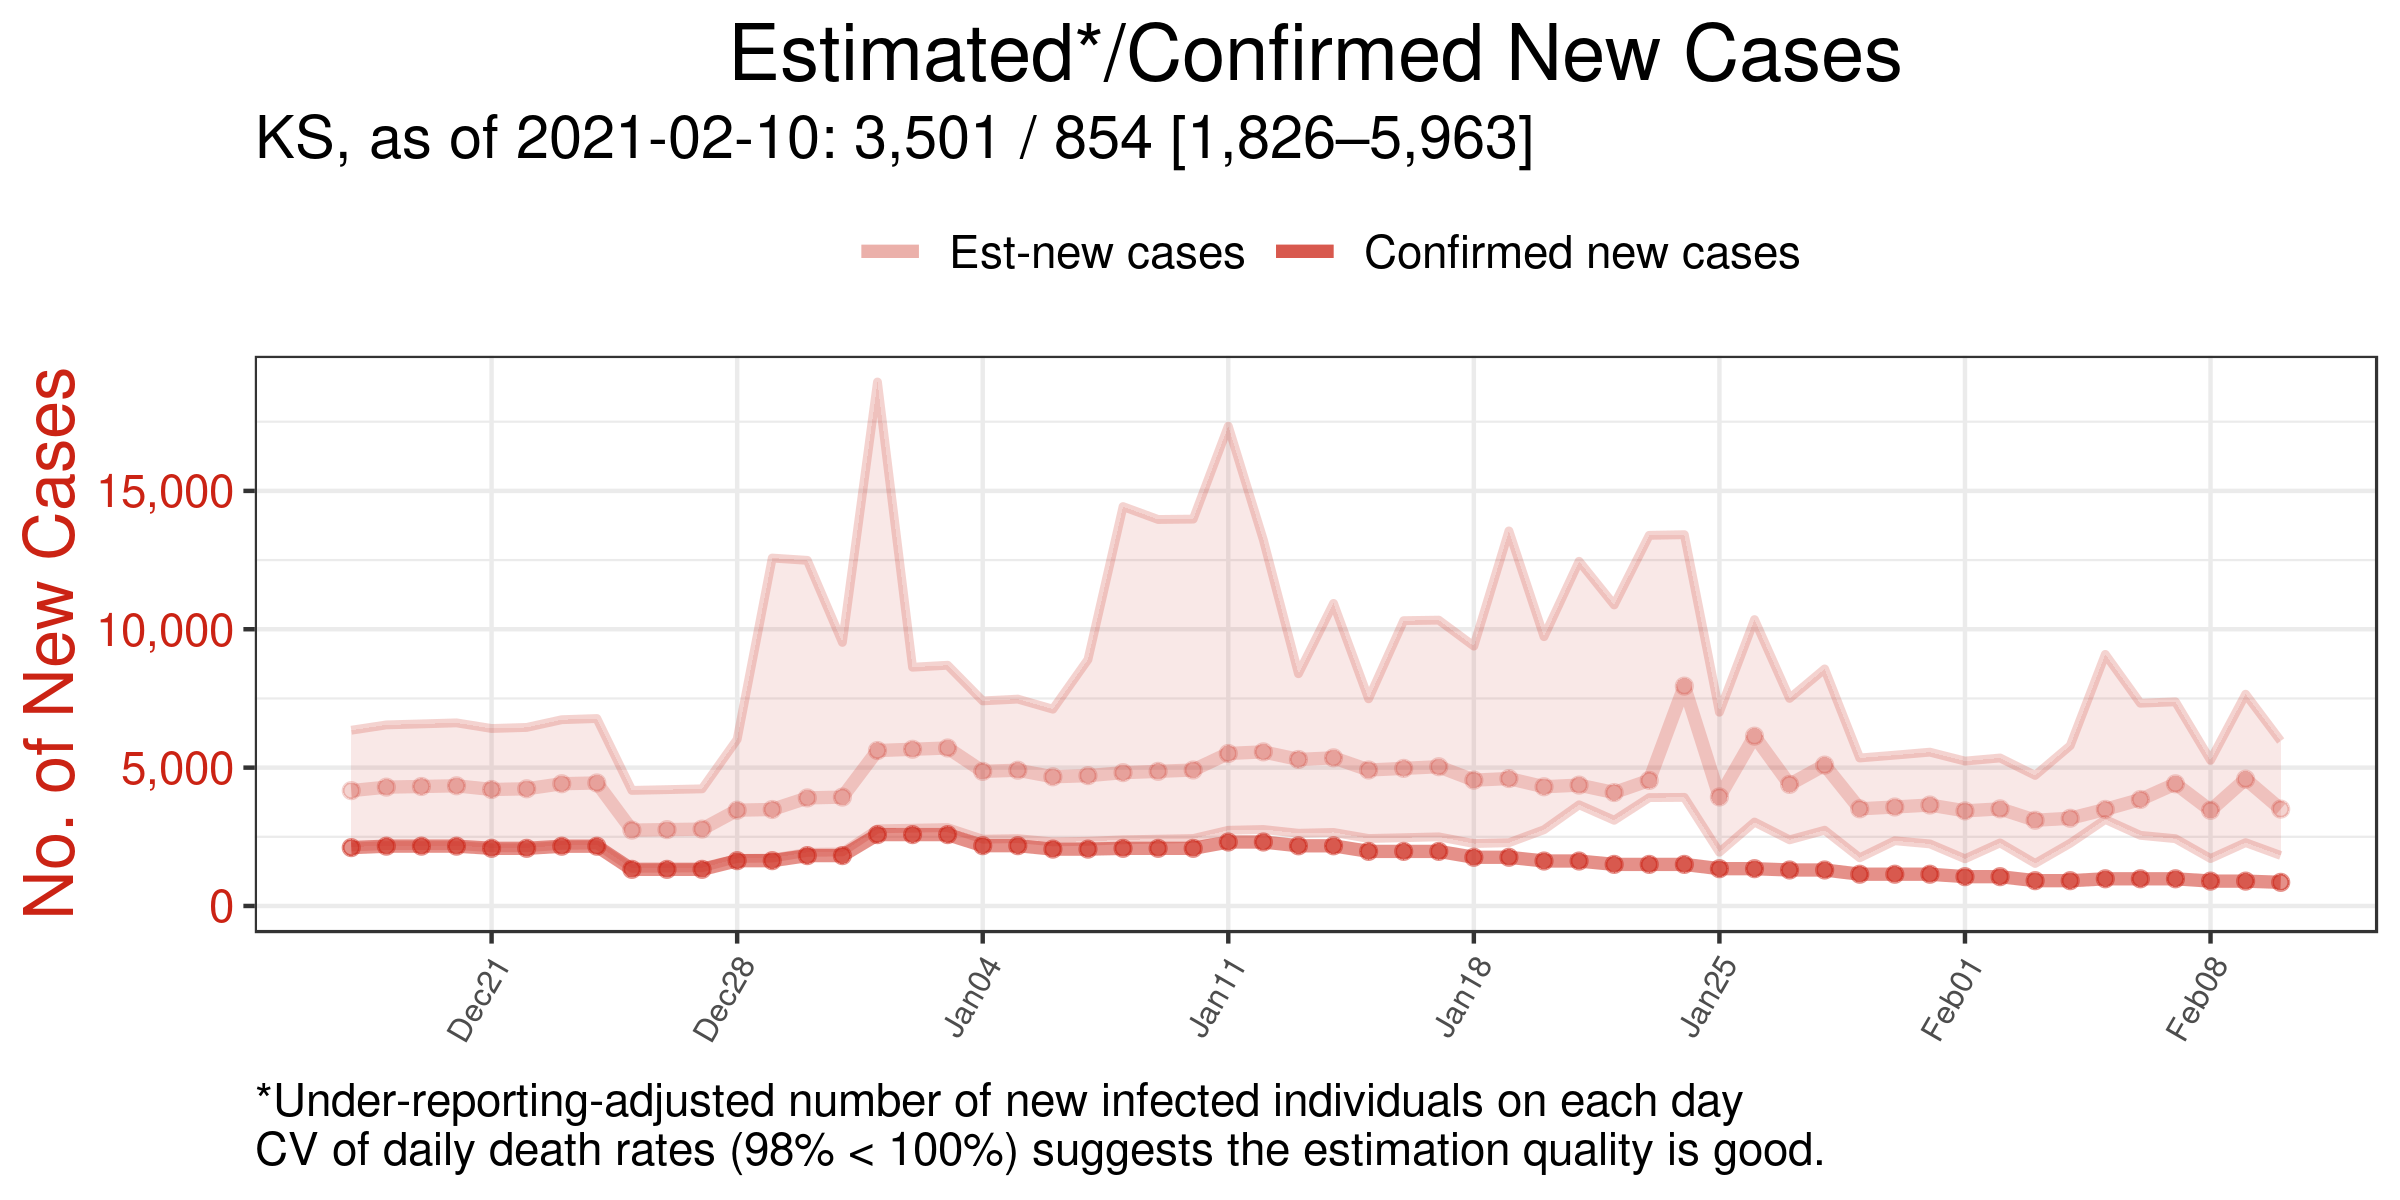 Estimated*/Confirmed New Cases
KS, as of 2021-02-10: 3,501 / 854 [1,826–5,963]
Est-new cases
Confirmed new cases
No. of New Cases
15,000
10,000
5,000
0
Dec21
Dec28
Jan04
Jan11
Jan18
Jan25
Feb01
Feb08
*Under-reporting-adjusted number of new infected individuals on each day
CV of daily death rates (98% < 100%) suggests the estimation quality is good.